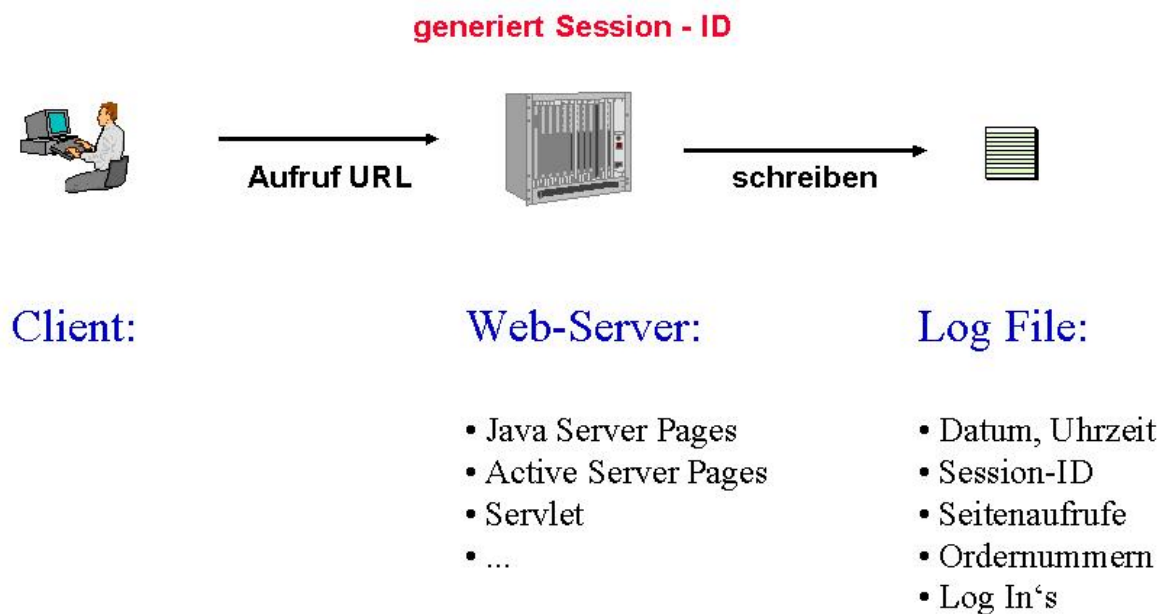 generiert Session - ID
Aufruf URL
schreiben
Client:
Web-Server:
Log File:
• Java Server Pages
• Active Server Pages
• Servlet
• ...
• Datum, Uhrzeit
• Session-ID
• Seitenaufrufe
• Ordernummern
• Log In‘s